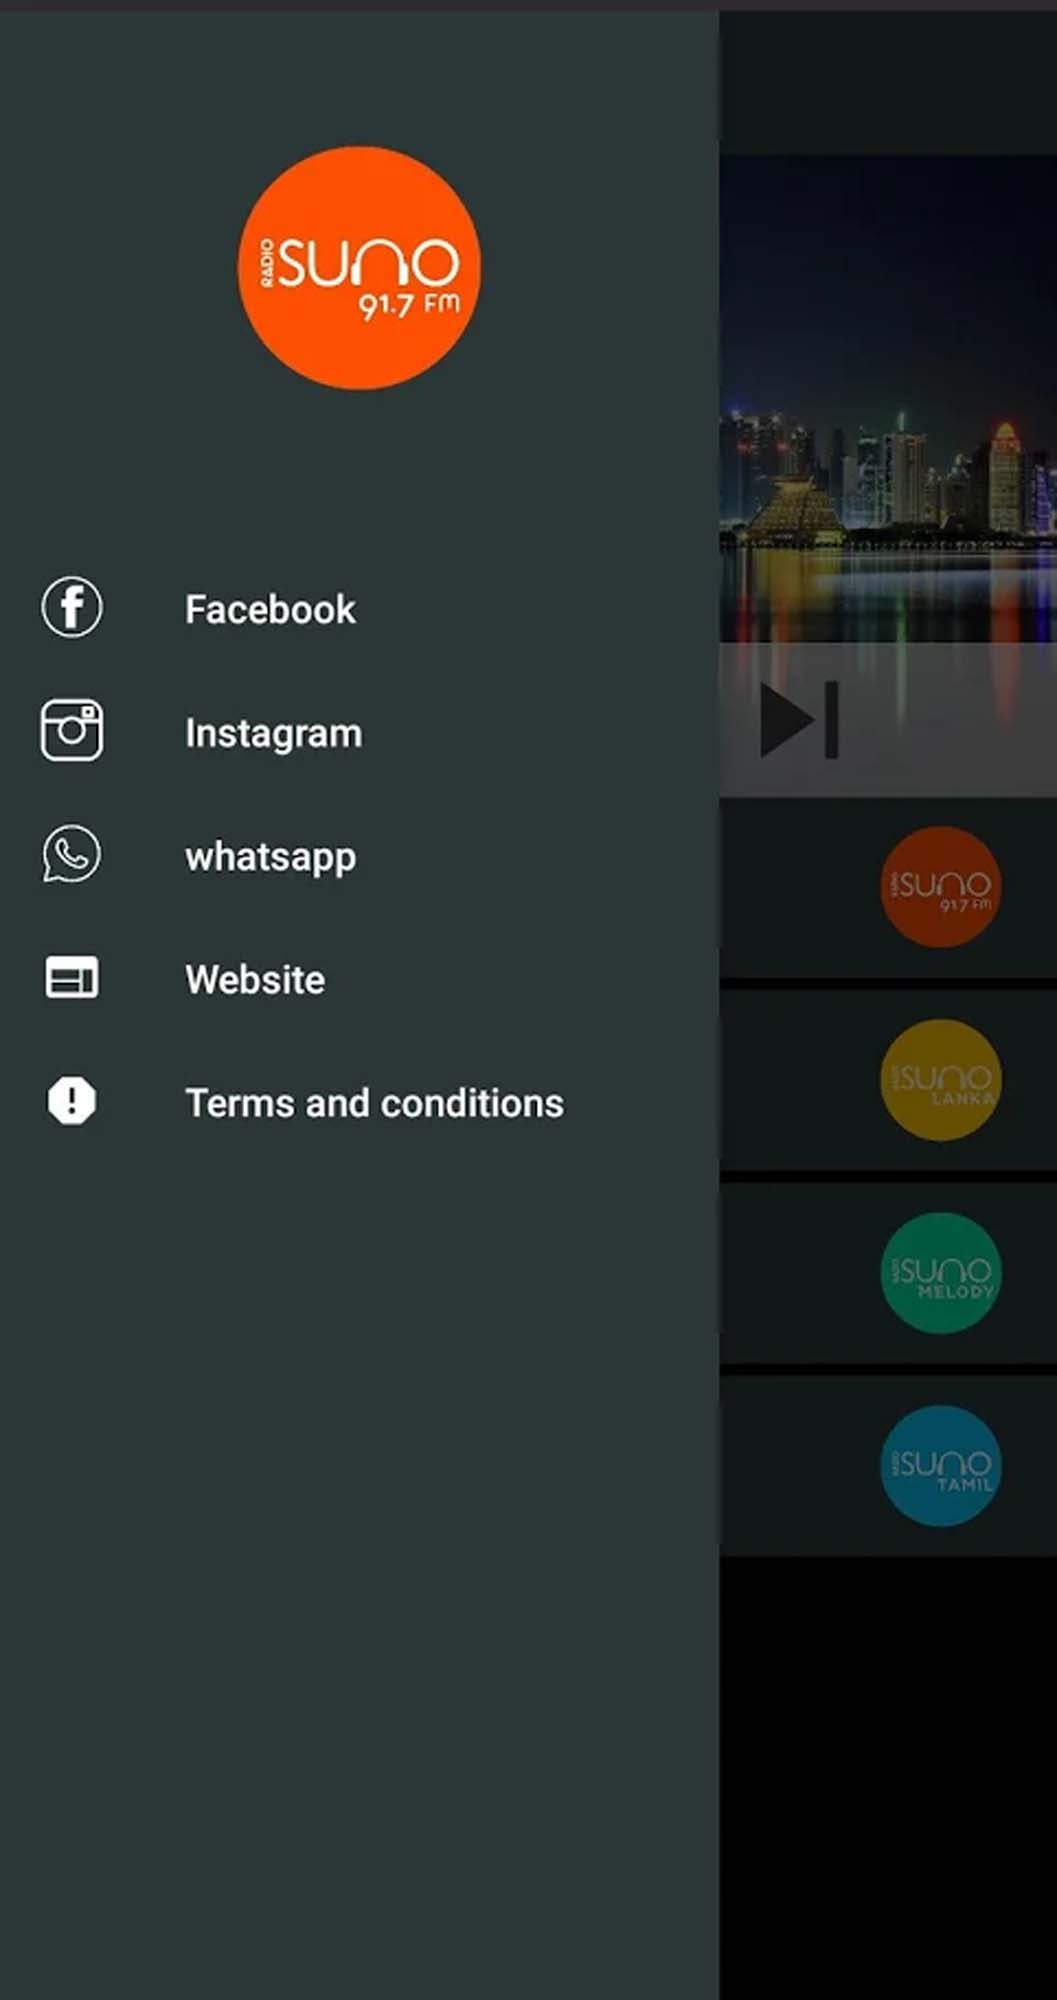 RADIO SUNO
91.7 FM
Facebook
Instagram
whatsapp
Website
Terms and conditions
SUNO
91.7 FM
SUNO
LANKA
SUNO
MELODY
SUNO
TAMIL